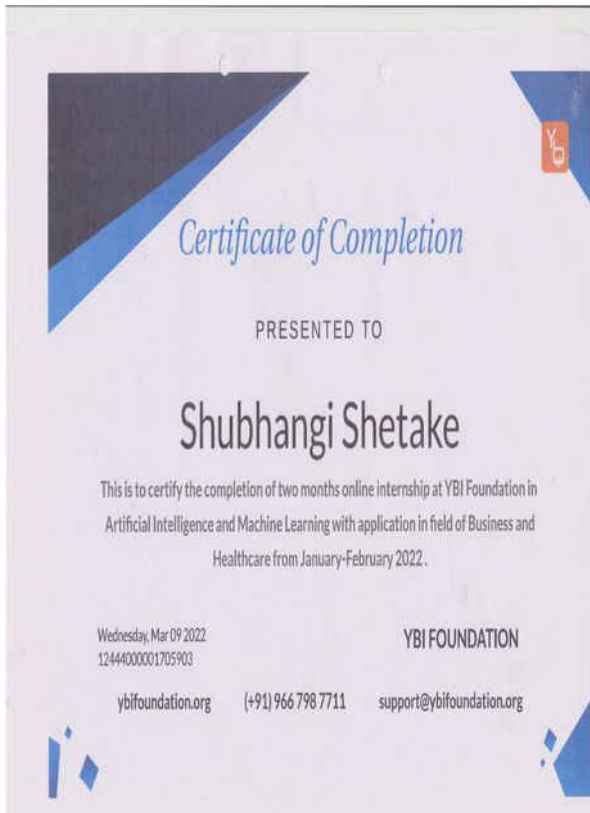 Certificate of Completion
PRESENTED TO
Shubhangi Shetake
This is to certify the completion of two months online internship at YBI Foundation in
Artificial Intelligence and Machine Learning with application in field of Business and
Healthcare from January-February 2022 .
Wednesday, Mar 09 2022
12444000001705903
YBI FOUNDATION
ybifoundation.org
(+91) 966 798 7711
support@ybifoundation.org